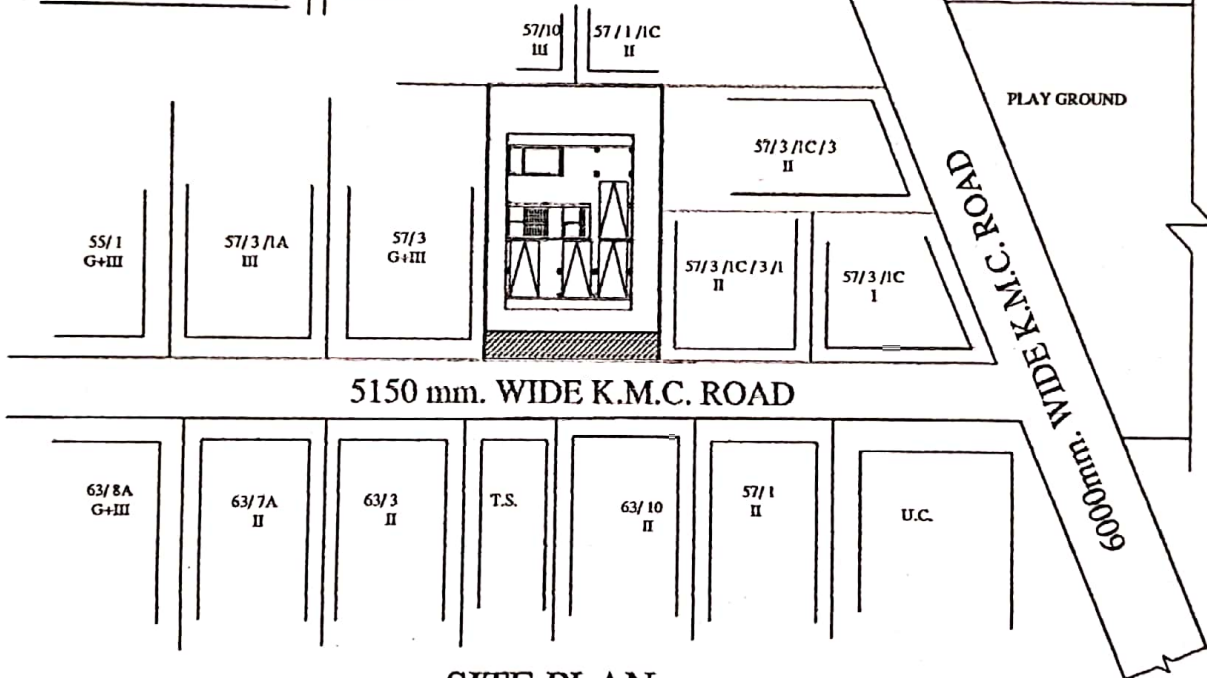 57/10
III
57/1/1C
II
PLAY GROUND
57/3/1C/3
II
55/1
G+III
57/3/1A
III
57/3
G+III
57/3/1C/3/1
II
57/3/1C
I
5150 mm. WIDE K.M.C. ROAD
6000mm. WIDE K.M.C. ROAD
63/8A
G+III
63/7A
II
63/3
II
T.S.
63/10
II
57/1
II
U.C.
SITE PLAN